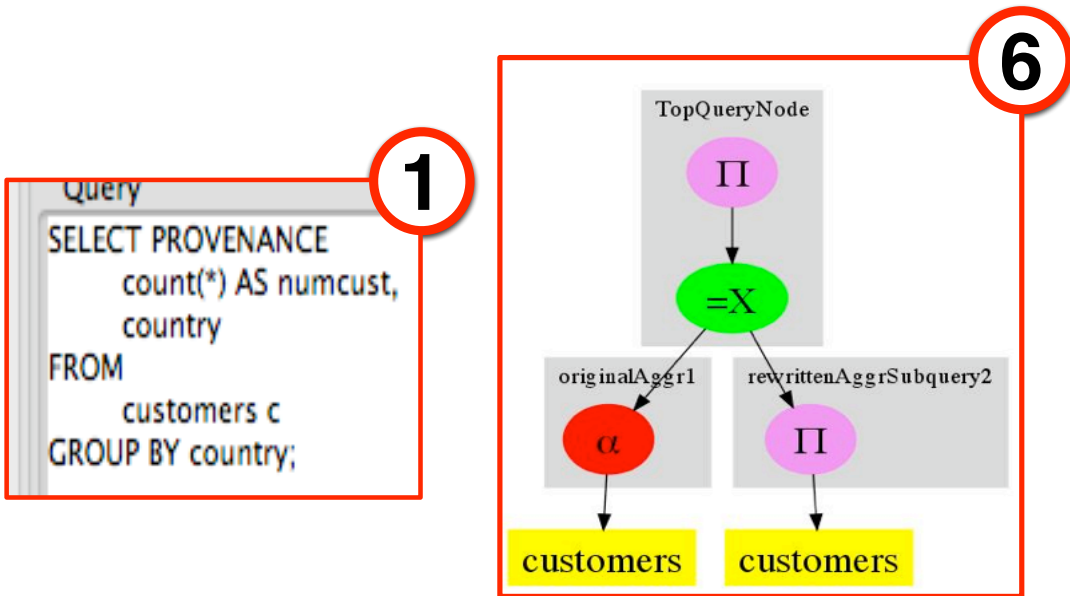 1
Query
SELECT PROVENANCE
count(*) AS numcust,
country
FROM
customers c
GROUP BY country;
6
TopQueryNode
Π
=X
originalAggr1
rewrittenAggrSubquery2
α
Π
customers
customers